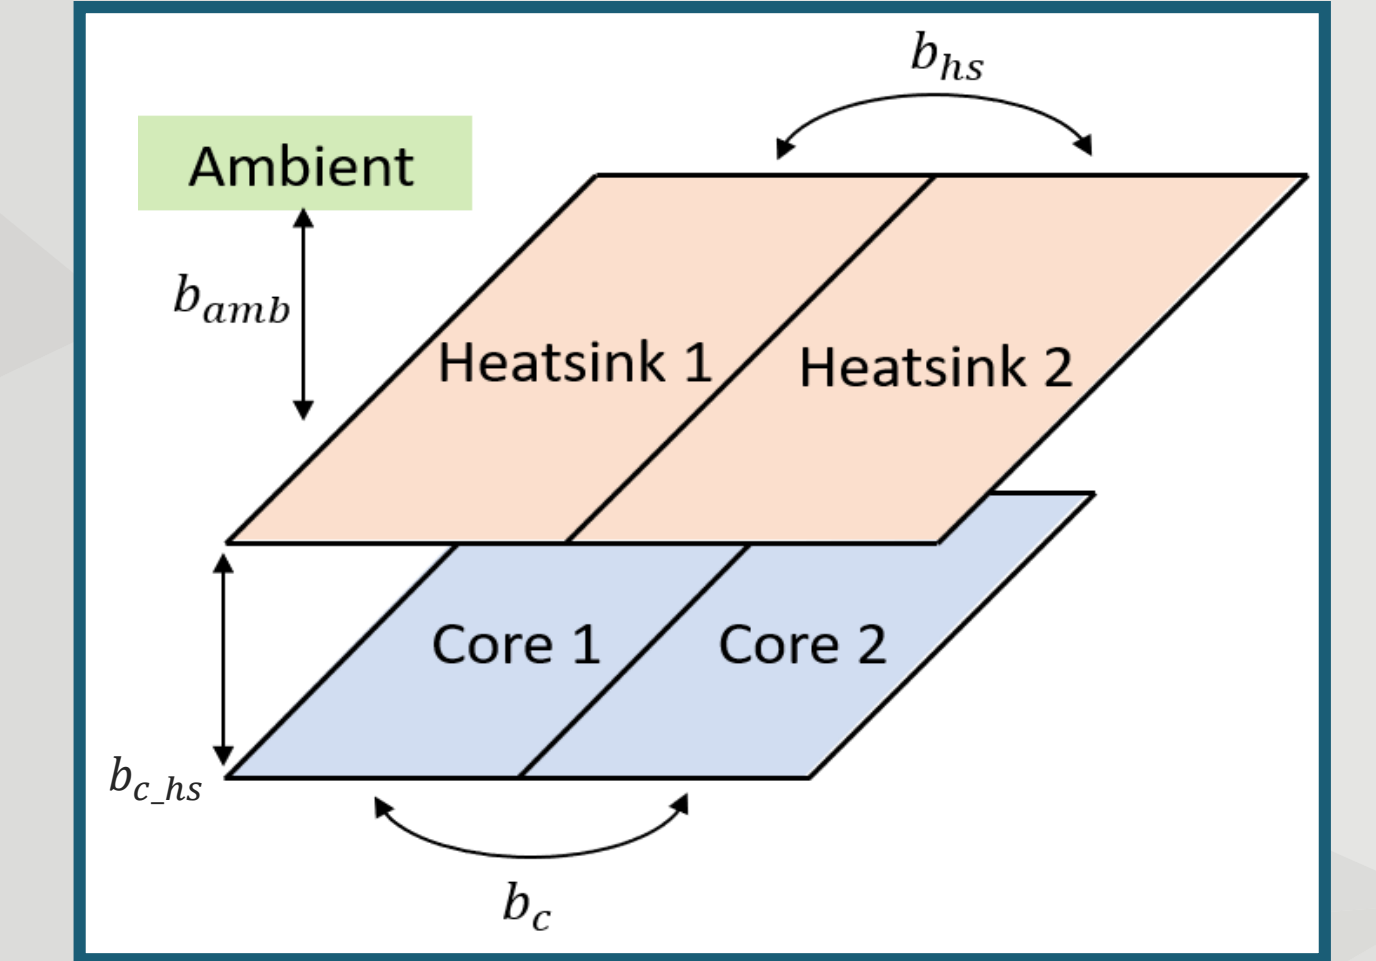 b_hs
Ambient
b_amb
Heatsink 1
Heatsink 2
Core 1
Core 2
b_c_hs
b_c